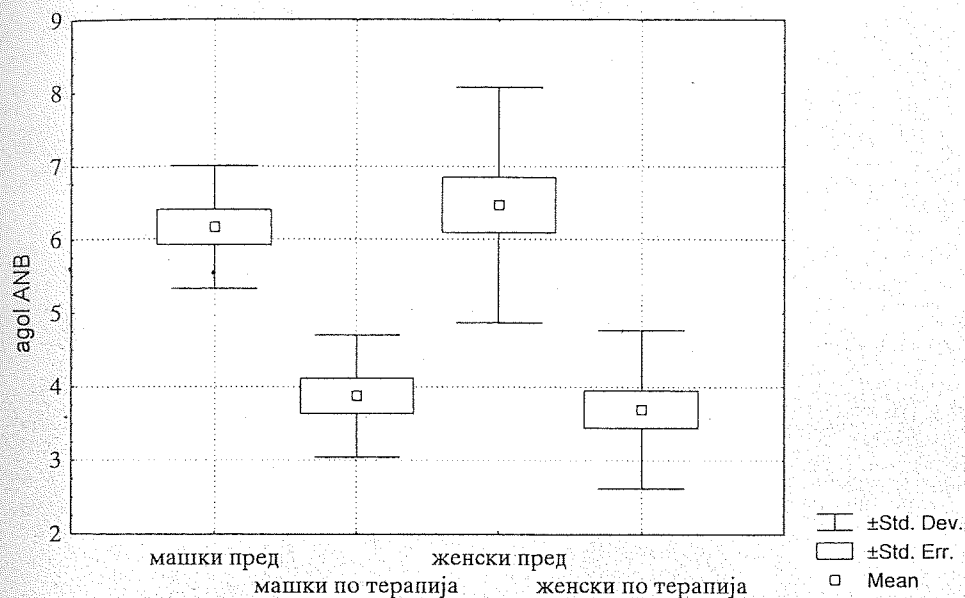 9
8
7
6
5
4
3
2
agol ANB
машки пред
женски пред
машки по терапија
женски по терапија
±Std. Dev.
±Std. Err.
Mean